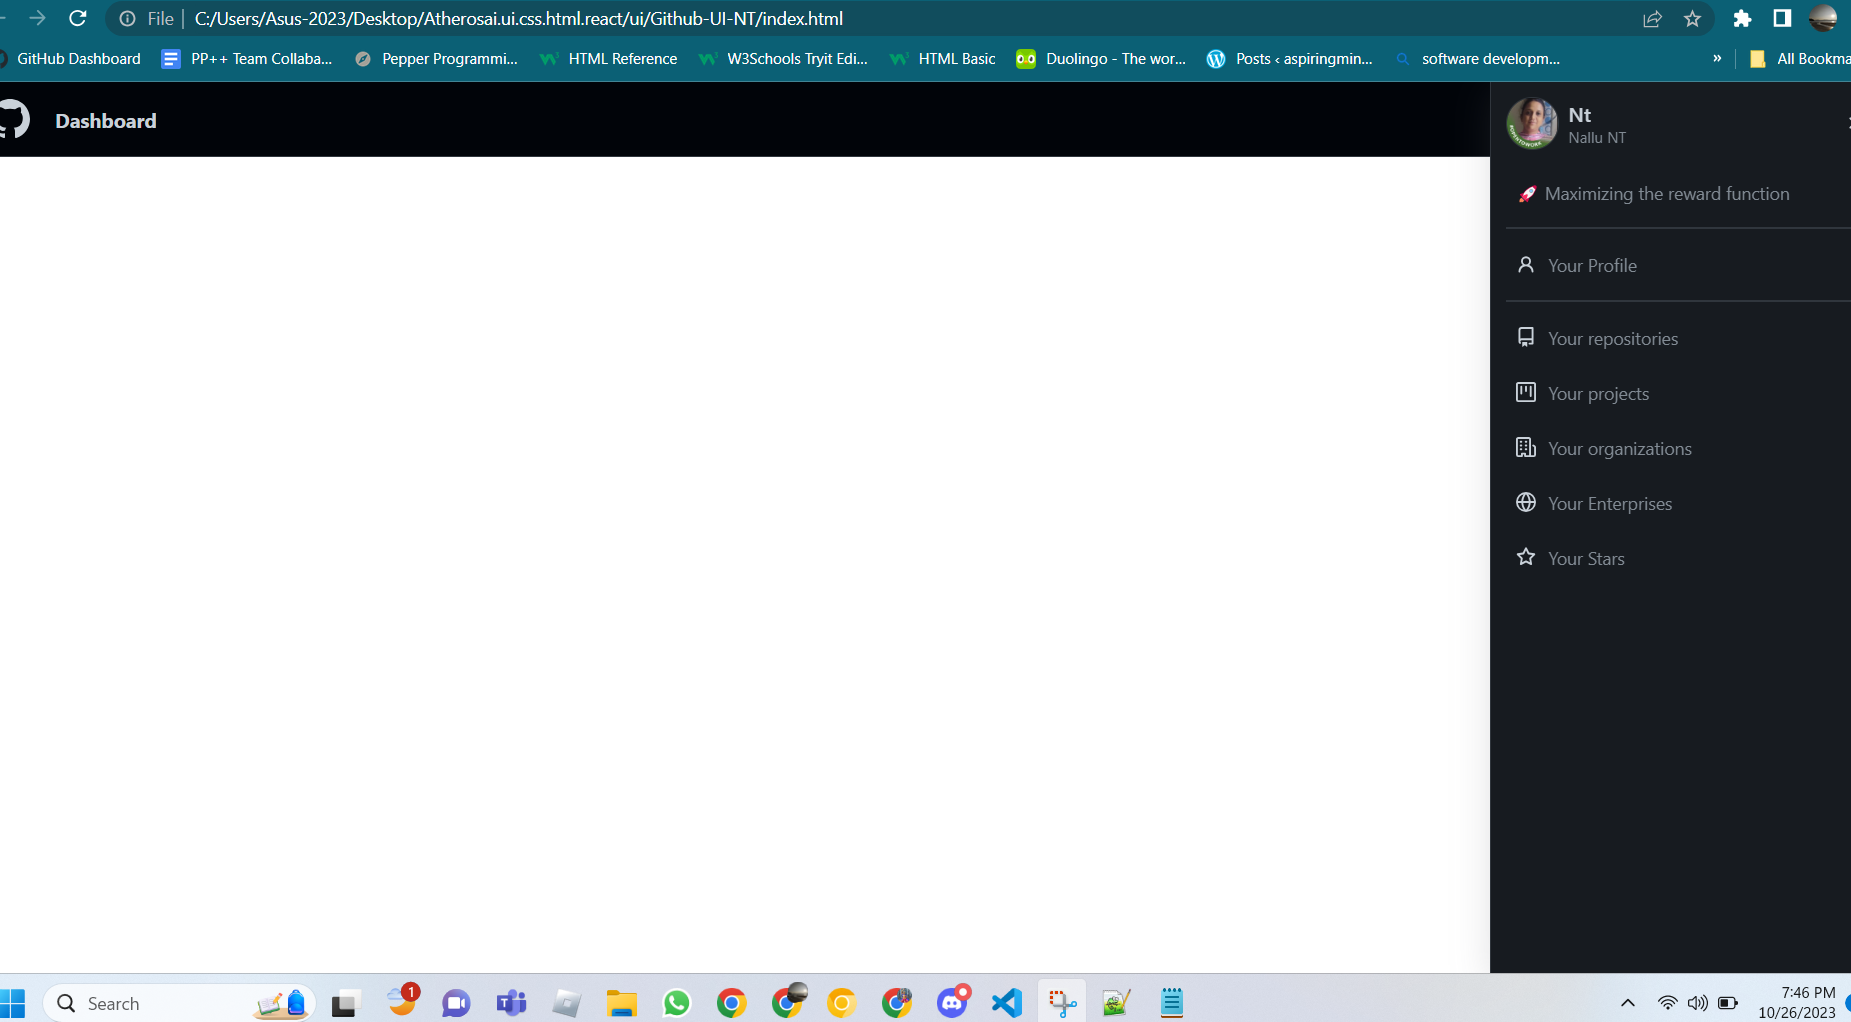 File | C:/Users/Asus-2023/Desktop/Atherosai.ui.css.html.react/ui/Github-UI-NT/index.html
GitHub Dashboard PP++ Team Collaba... Pepper Programmi... HTML Reference W3Schools Tryit Edi... HTML Basic Duolingo - The wor... Posts ‹ aspiringmin... software developm... » All Bookma
Dashboard
Nt
Nallu NT
Maximizing the reward function
Your Profile
Your repositories
Your projects
Your organizations
Your Enterprises
Your Stars
Search
1
7:46 PM
10/26/2023